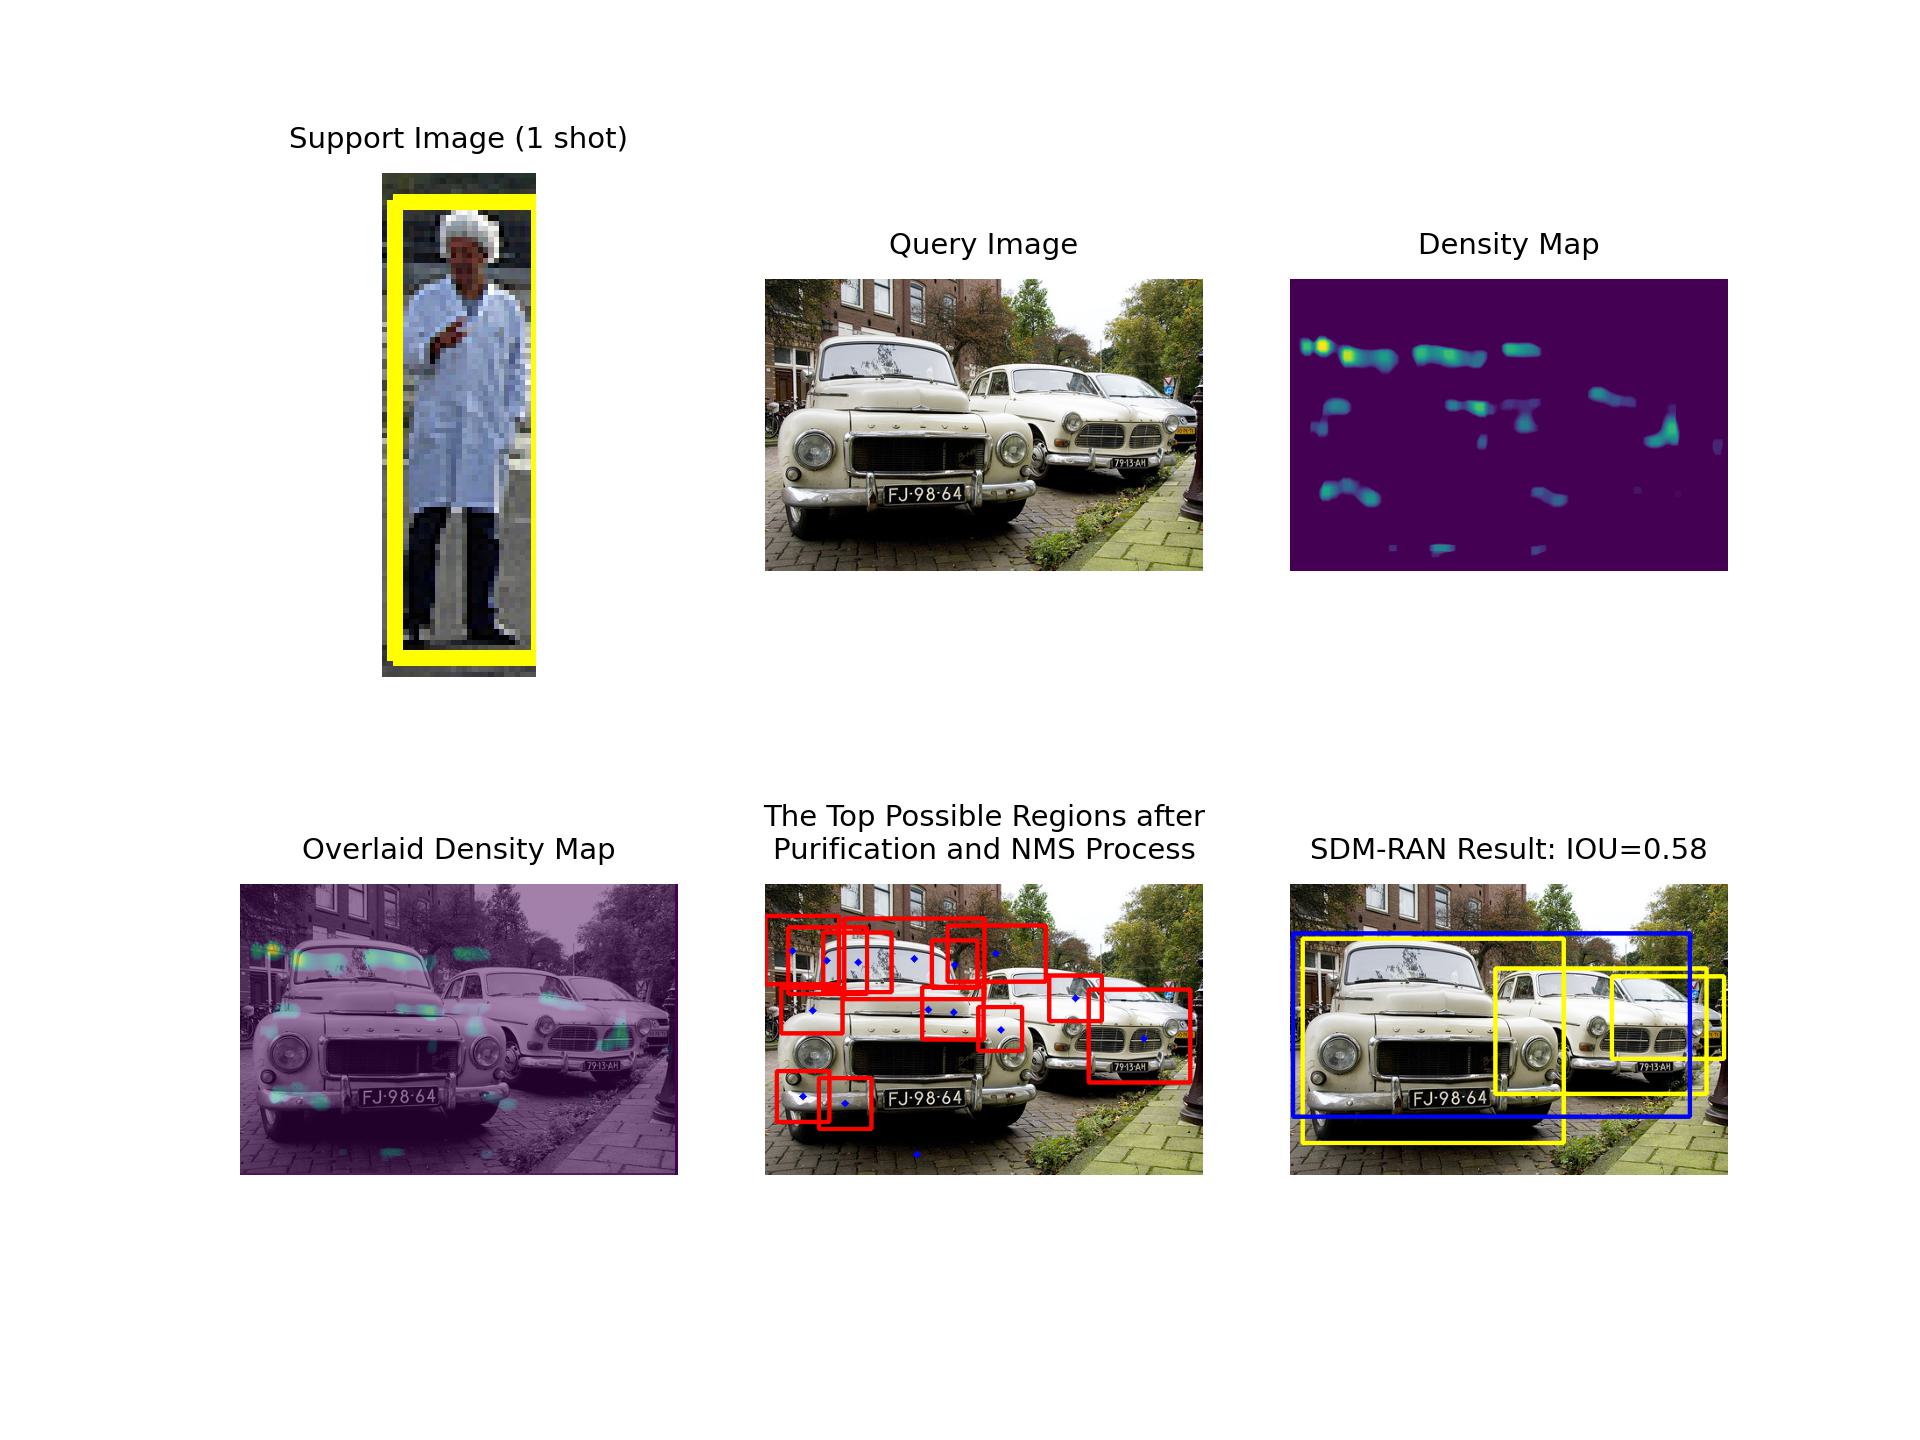 Support Image (1 shot)
Query Image
Density Map
FJ-98-64
79-13-AH
Overlaid Density Map
The Top Possible Regions after
Purification and NMS Process
SDM-RAN Result: IOU=0.58
FJ-98-64
79-13-AH
FJ-98-64
79-13-AH
FJ-98-64
79-13-AH